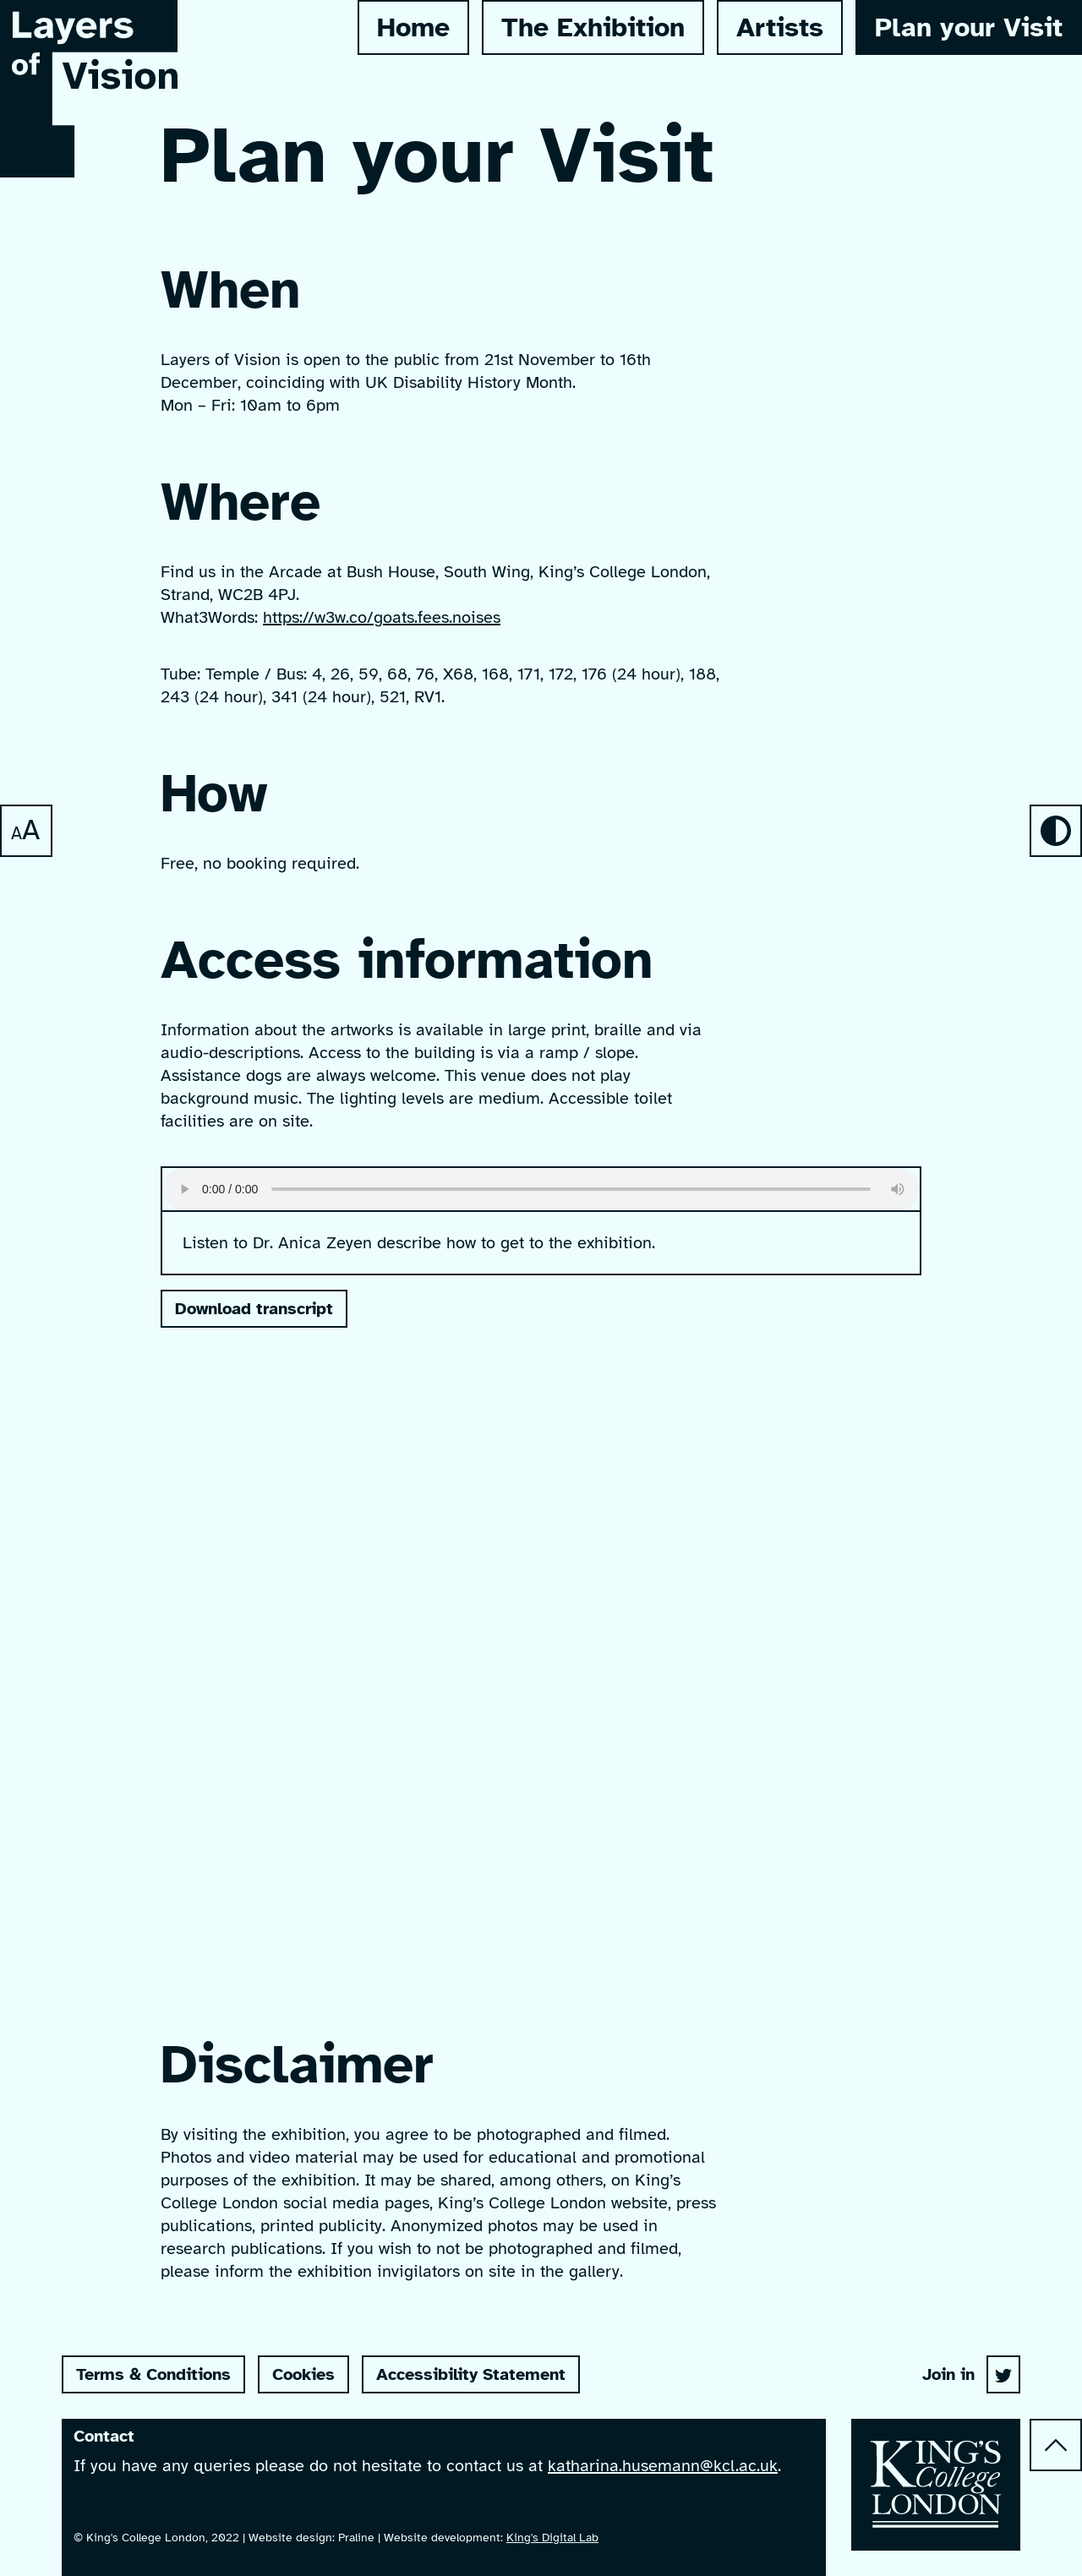 Layers
of Vision
Home
The Exhibition
Artists
Plan your Visit
Plan your Visit
When
Layers of Vision is open to the public from 21st November to 16th
December, coinciding with UK Disability History Month.
Mon – Fri: 10am to 6pm
Where
Find us in the Arcade at Bush House, South Wing, King’s College London,
Strand, WC2B 4PJ.
What3Words: https://w3w.co/goats.fees.noises
Tube: Temple / Bus: 4, 26, 59, 68, 76, X68, 168, 171, 172, 176 (24 hour), 188,
243 (24 hour), 341 (24 hour), 521, RV1.
How
AA
Free, no booking required.
Access information
Information about the artworks is available in large print, braille and via
audio-descriptions. Access to the building is via a ramp / slope.
Assistance dogs are always welcome. This venue does not play
background music. The lighting levels are medium. Accessible toilet
facilities are on site.
0:00 / 0:00
Listen to Dr. Anica Zeyen describe how to get to the exhibition.
Download transcript
Disclaimer
By visiting the exhibition, you agree to be photographed and filmed.
Photos and video material may be used for educational and promotional
purposes of the exhibition. It may be shared, among others, on King’s
College London social media pages, King’s College London website, press
publications, printed publicity. Anonymized photos may be used in
research publications. If you wish to not be photographed and filmed,
please inform the exhibition invigilators on site in the gallery.
Terms & Conditions
Cookies
Accessibility Statement
Join in
Contact
If you have any queries please do not hesitate to contact us at katharina.husemann@kcl.ac.uk.
© King's College London, 2022 | Website design: Praline | Website development: King's Digital Lab
KING'S
College
LONDON